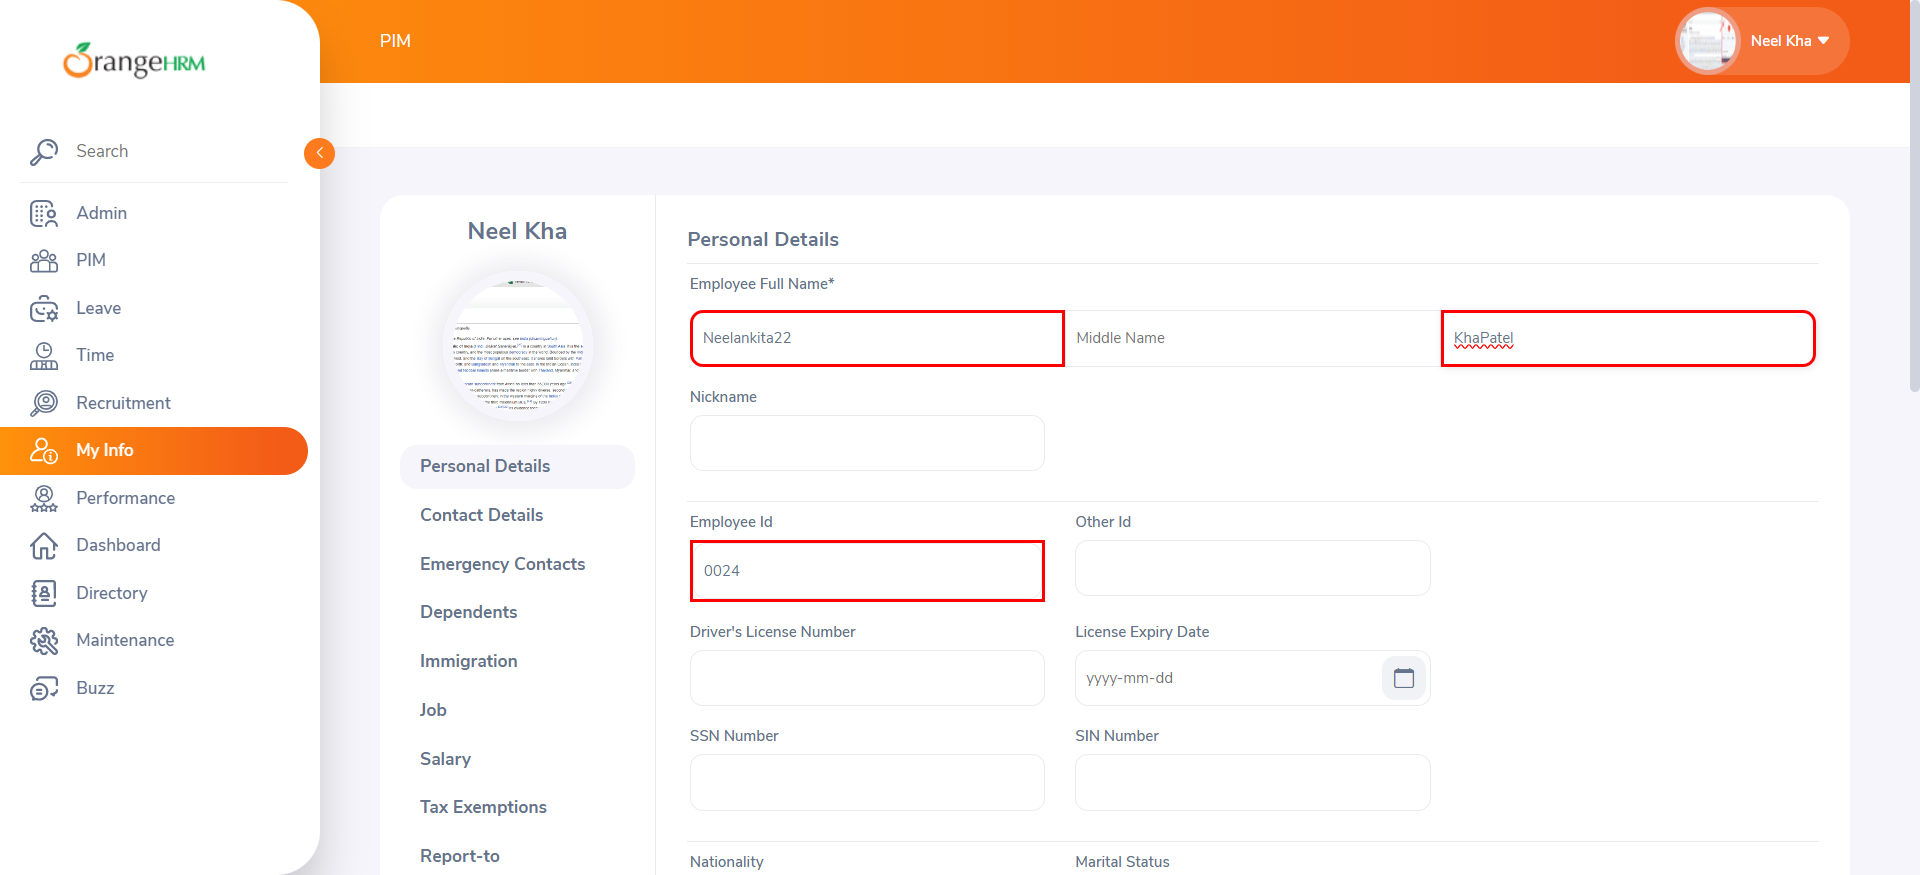 OrangeHRM
PIM
Neel Kha
Search
Admin
PIM
Leave
Time
Recruitment
My Info
Performance
Dashboard
Directory
Maintenance
Buzz
Neel Kha
Personal Details
Contact Details
Emergency Contacts
Dependents
Immigration
Job
Salary
Tax Exemptions
Report-to
Personal Details
Employee Full Name*
Neelankita22 Middle Name KhaPatel
Nickname
Employee Id Other Id
0024
Driver's License Number License Expiry Date
yyyy-mm-dd
SSN Number SIN Number
Nationality Marital Status